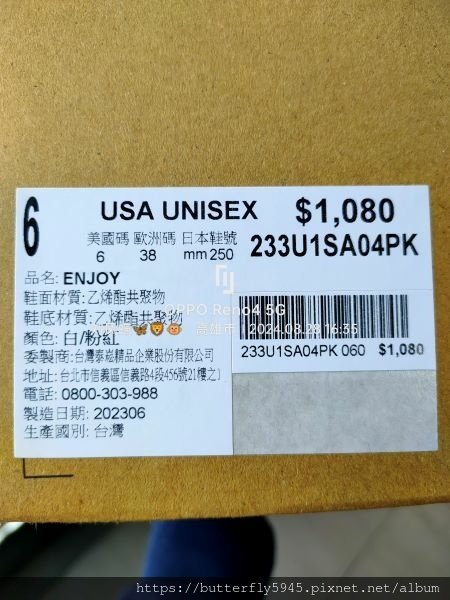 6
USA UNISEX
$1,080
美國碼 歐洲碼 日本鞋號
6 38 mm 250
233U1SA04PK
品名: ENJOY
鞋面材質:乙烯酯共聚物
鞋底材質:乙烯酯共聚物
顏色: 白/粉紅
委製商:台灣泰崧精品企業股份有限公司
地址: 台北市信義區信義路4段456號21樓之1
電話: 0800-303-988
製造日期: 202306
生產國別: 台灣
OPPO Reno4 5G
高雄市 2024.08.28 16:35
233U1SA04PK 060 $1,080
https://butterfly5945.pixnet.net/album